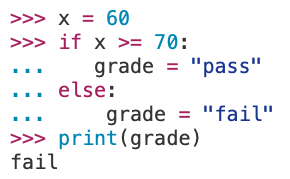 >>> x = 60
>>> if x >= 70:
...    grade = "pass"
... else:
...     grade = "fail"
>>> print(grade)
fail